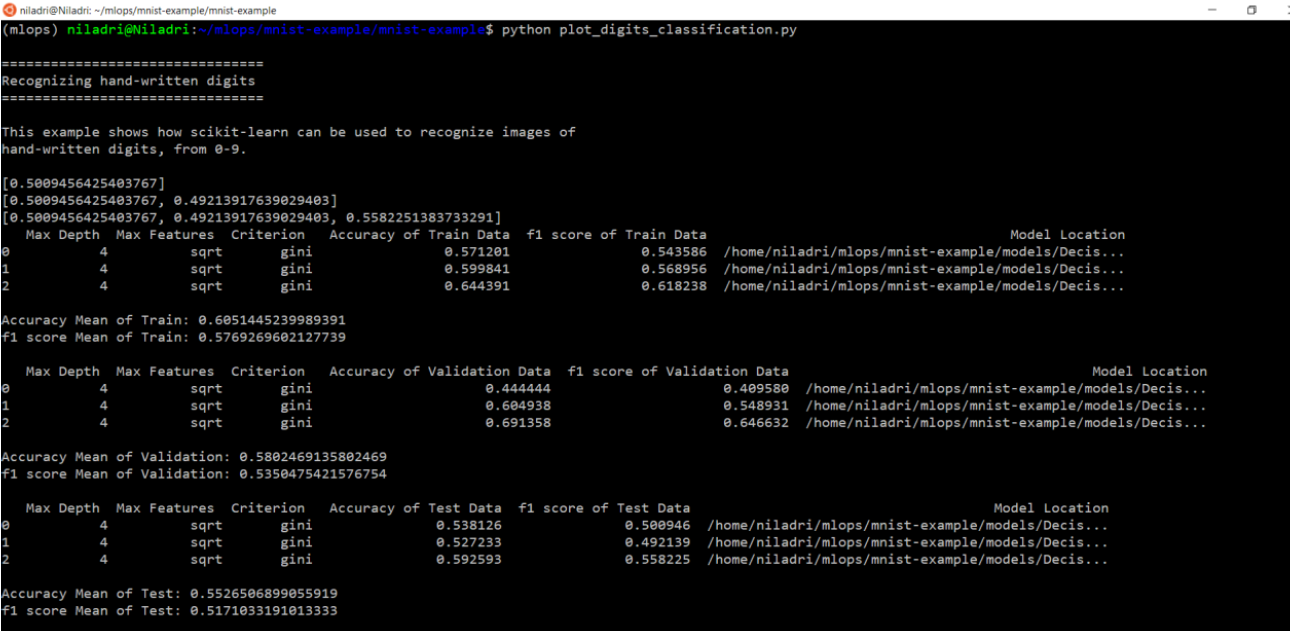 niladri@Niladri: ~/mlops/mnist-example/mnist-example
(mlops) niladri@Niladri:~/mlops/mnist-example/mnist-example$ python plot_digits_classification.py
================================
Recognizing hand-written digits
================================
This example shows how scikit-learn can be used to recognize images of
hand-written digits, from 0-9.
[0.5009456425403767]
[0.5009456425403767, 0.49213917639029403]
[0.5009456425403767, 0.49213917639029403, 0.5582251383733291]
Max Depth Max Features Criterion Accuracy of Train Data f1 score of Train Data Model Location
0 4 sqrt gini 0.571201 0.543586 /home/niladri/mlops/mnist-example/models/Decis...
1 4 sqrt gini 0.599841 0.568956 /home/niladri/mlops/mnist-example/models/Decis...
2 4 sqrt gini 0.644391 0.618238 /home/niladri/mlops/mnist-example/models/Decis...
Accuracy Mean of Train: 0.6051445239989391
f1 score Mean of Train: 0.5769269602127739
Max Depth Max Features Criterion Accuracy of Validation Data f1 score of Validation Data Model Location
0 4 sqrt gini 0.444444 0.409580 /home/niladri/mlops/mnist-example/models/Decis...
1 4 sqrt gini 0.604938 0.548931 /home/niladri/mlops/mnist-example/models/Decis...
2 4 sqrt gini 0.691358 0.646632 /home/niladri/mlops/mnist-example/models/Decis...
Accuracy Mean of Validation: 0.5802469135802469
f1 score Mean of Validation: 0.5350475421576754
Max Depth Max Features Criterion Accuracy of Test Data f1 score of Test Data Model Location
0 4 sqrt gini 0.538126 0.500946 /home/niladri/mlops/mnist-example/models/Decis...
1 4 sqrt gini 0.527233 0.492139 /home/niladri/mlops/mnist-example/models/Decis...
2 4 sqrt gini 0.592593 0.558225 /home/niladri/mlops/mnist-example/models/Decis...
Accuracy Mean of Test: 0.5526506899055919
f1 score Mean of Test: 0.5171033191013333